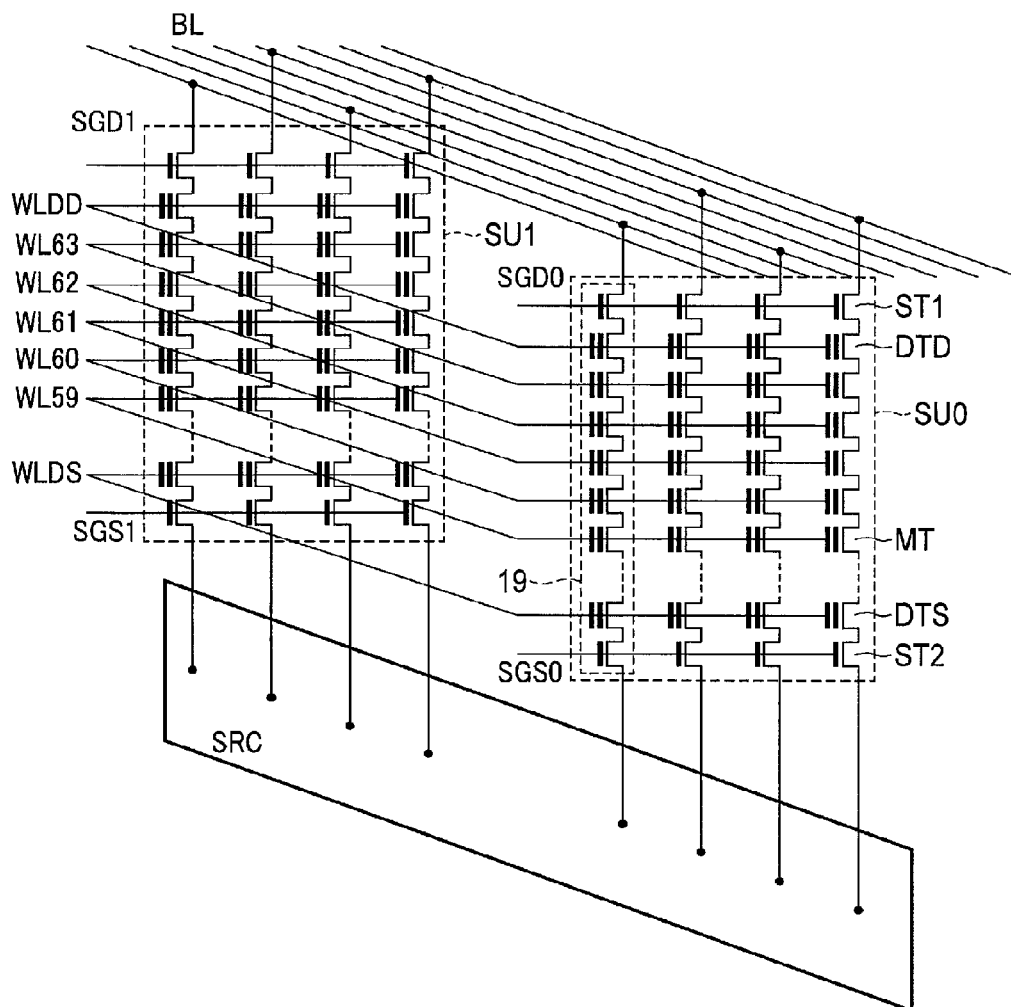 BL
SGD1
WLDD
WL63
WL62
WL61
WL60
WL59
WLDS
SGS1
SU1
SGD0
ST1
DTD
SU0
MT
19
DTS
SGS0
ST2
SRC